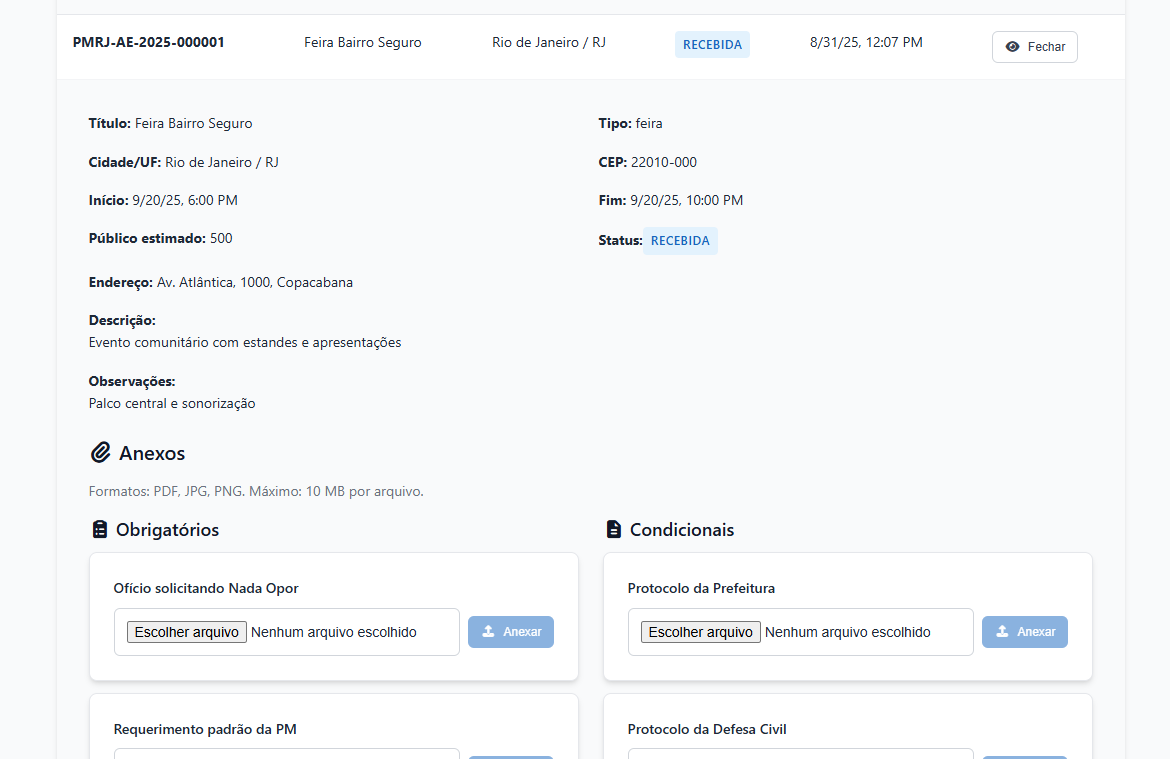 PMRJ-AE-2025-000001 Feira Bairro Seguro Rio de Janeiro / RJ RECEBIDA 8/31/25, 12:07 PM Fechar
Título: Feira Bairro Seguro Tipo: feira
Cidade/UF: Rio de Janeiro / RJ CEP: 22010-000
Início: 9/20/25, 6:00 PM Fim: 9/20/25, 10:00 PM
Público estimado: 500 Status: RECEBIDA
Endereço: Av. Atlântica, 1000, Copacabana
Descrição:
Evento comunitário com estandes e apresentações
Observações:
Palco central e sonorização
Anexos
Formatos: PDF, JPG, PNG. Máximo: 10 MB por arquivo.
Obrigatórios Condicionais
Ofício solicitando Nada Opor Protocolo da Prefeitura
Escolher arquivo Nenhum arquivo escolhido Anexar Escolher arquivo Nenhum arquivo escolhido Anexar
Requerimento padrão da PM Protocolo da Defesa Civil